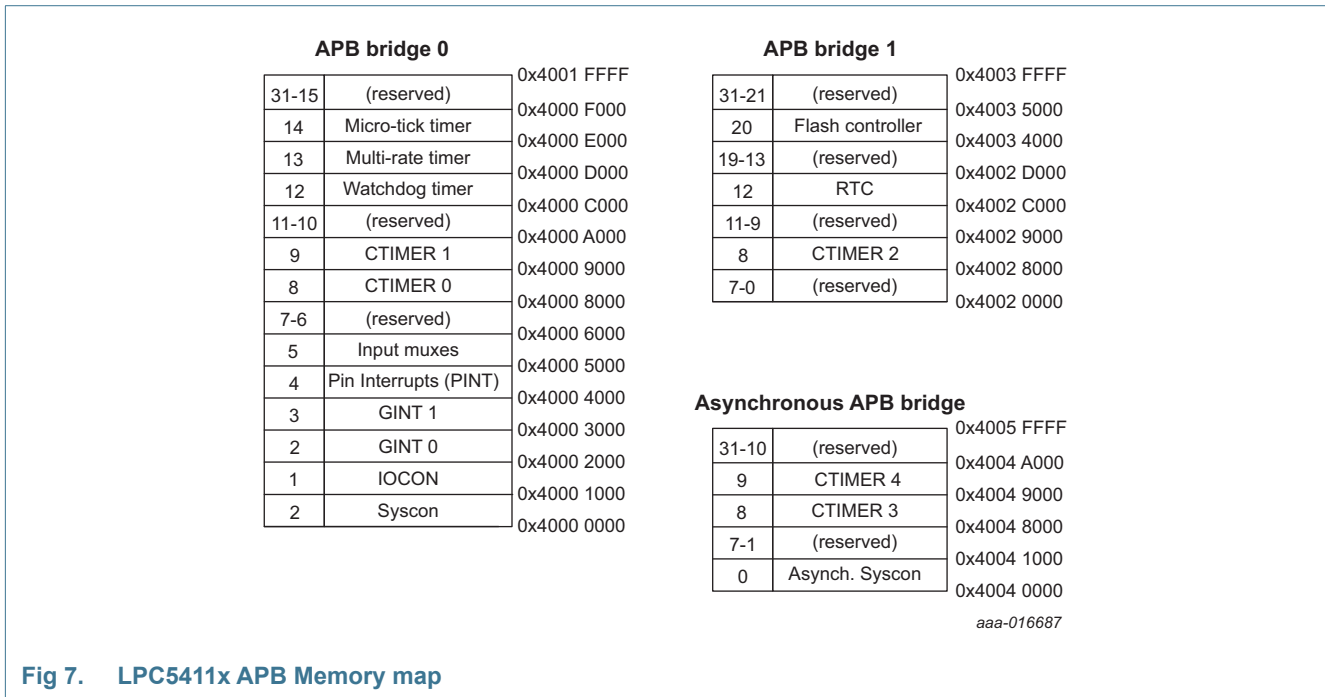 APB bridge 0
0x4001 FFFF
31-15 (reserved)
0x4000 F000
14 Micro-tick timer
0x4000 E000
13 Multi-rate timer
0x4000 D000
12 Watchdog timer
0x4000 C000
11-10 (reserved)
0x4000 A000
9 CTIMER 1
0x4000 9000
8 CTIMER 0
0x4000 8000
7-6 (reserved)
0x4000 6000
5 Input muxes
0x4000 5000
4 Pin Interrupts (PINT)
0x4000 4000
3 GINT 1
0x4000 3000
2 GINT 0
0x4000 2000
1 IOCON
0x4000 1000
2 Syscon
0x4000 0000
APB bridge 1
0x4003 FFFF
31-21 (reserved)
0x4003 5000
20 Flash controller
0x4003 4000
19-13 (reserved)
0x4002 D000
12 RTC
0x4002 C000
11-9 (reserved)
0x4002 9000
8 CTIMER 2
0x4002 8000
7-0 (reserved)
0x4002 0000
Asynchronous APB bridge
0x4005 FFFF
31-10 (reserved)
0x4004 A000
9 CTIMER 4
0x4004 9000
8 CTIMER 3
0x4004 8000
7-1 (reserved)
0x4004 1000
0 Asynch. Syscon
0x4004 0000
aaa-016687
Fig 7. LPC5411x APB Memory map